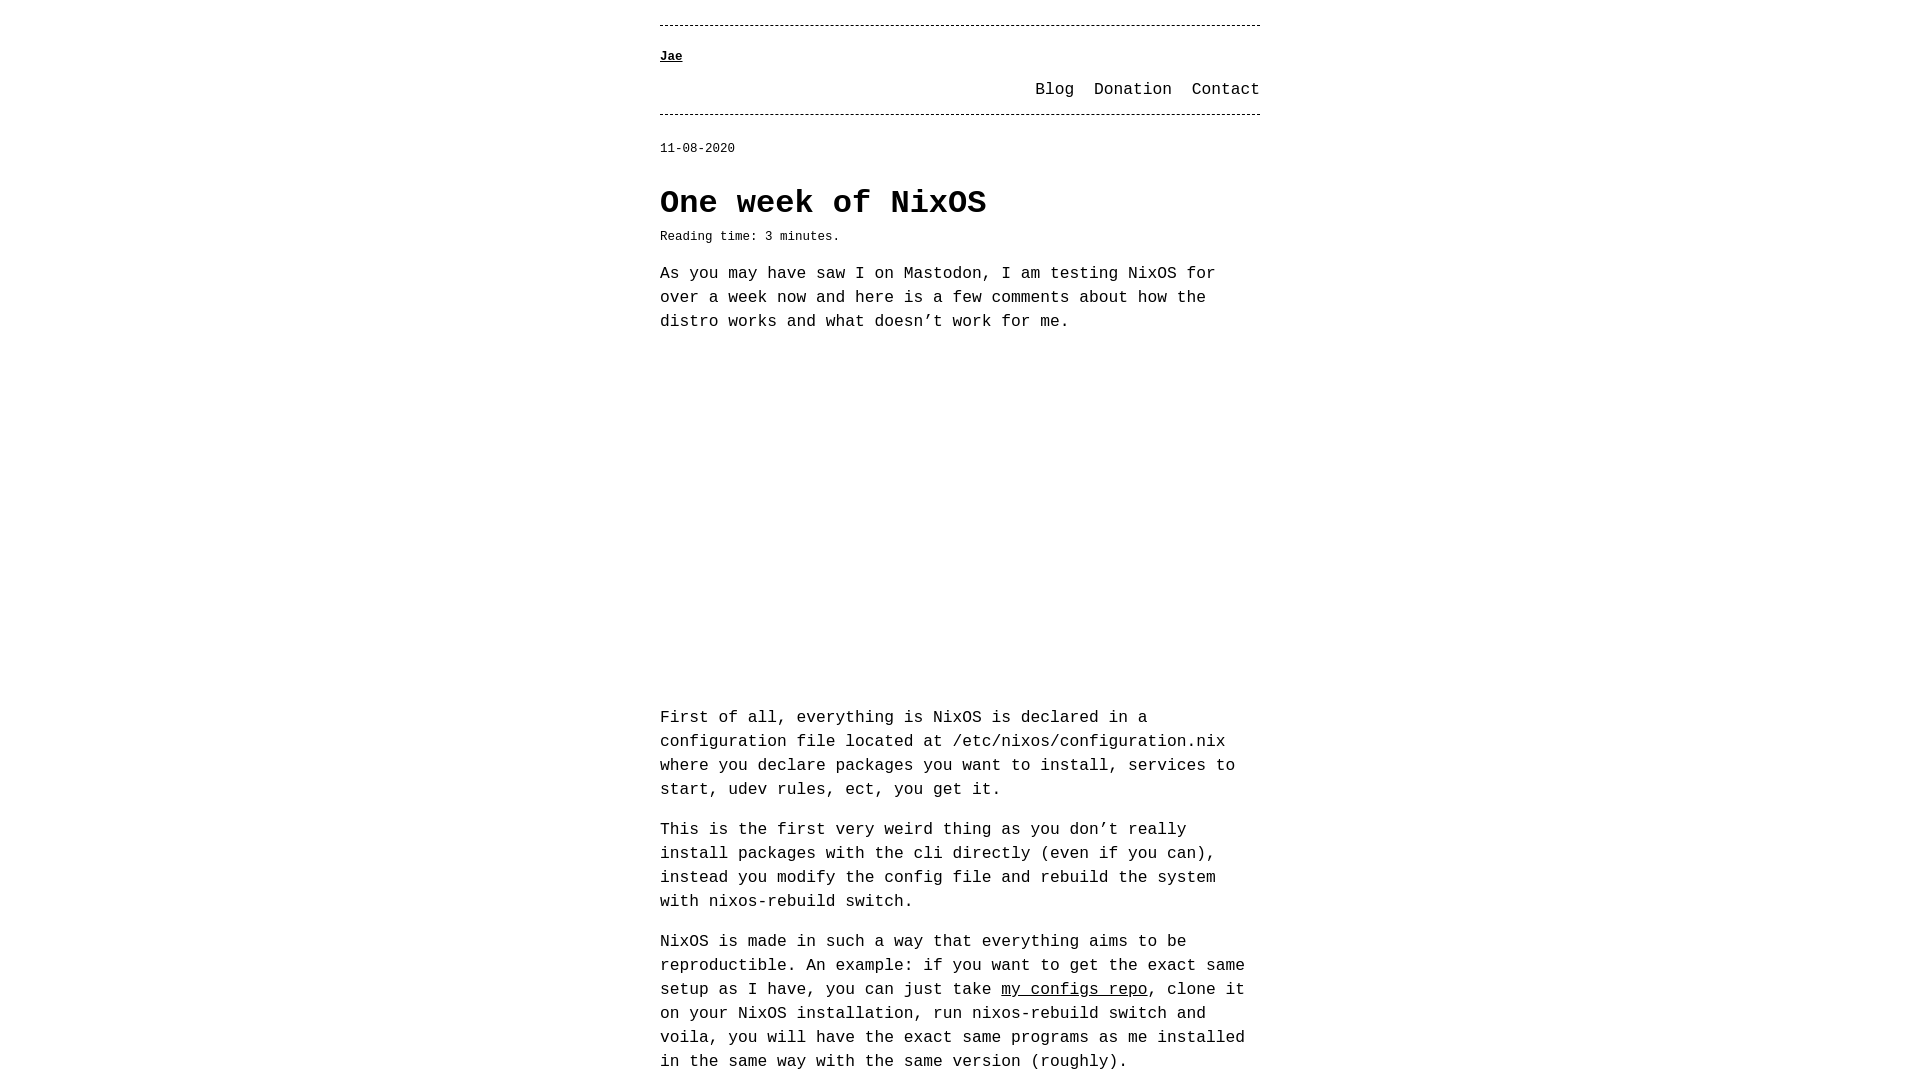 Jae
Blog Donation Contact
11-08-2020
One week of NixOS
Reading time: 3 minutes.
As you may have saw I on Mastodon, I am testing NixOS for
over a week now and here is a few comments about how the
distro works and what doesn’t work for me.
First of all, everything is NixOS is declared in a
configuration file located at /etc/nixos/configuration.nix
where you declare packages you want to install, services to
start, udev rules, ect, you get it.
This is the first very weird thing as you don’t really
install packages with the cli directly (even if you can),
instead you modify the config file and rebuild the system
with nixos-rebuild switch.
NixOS is made in such a way that everything aims to be
reproductible. An example: if you want to get the exact same
setup as I have, you can just take my configs repo, clone it
on your NixOS installation, run nixos-rebuild switch and
voila, you will have the exact same programs as me installed
in the same way with the same version (roughly).